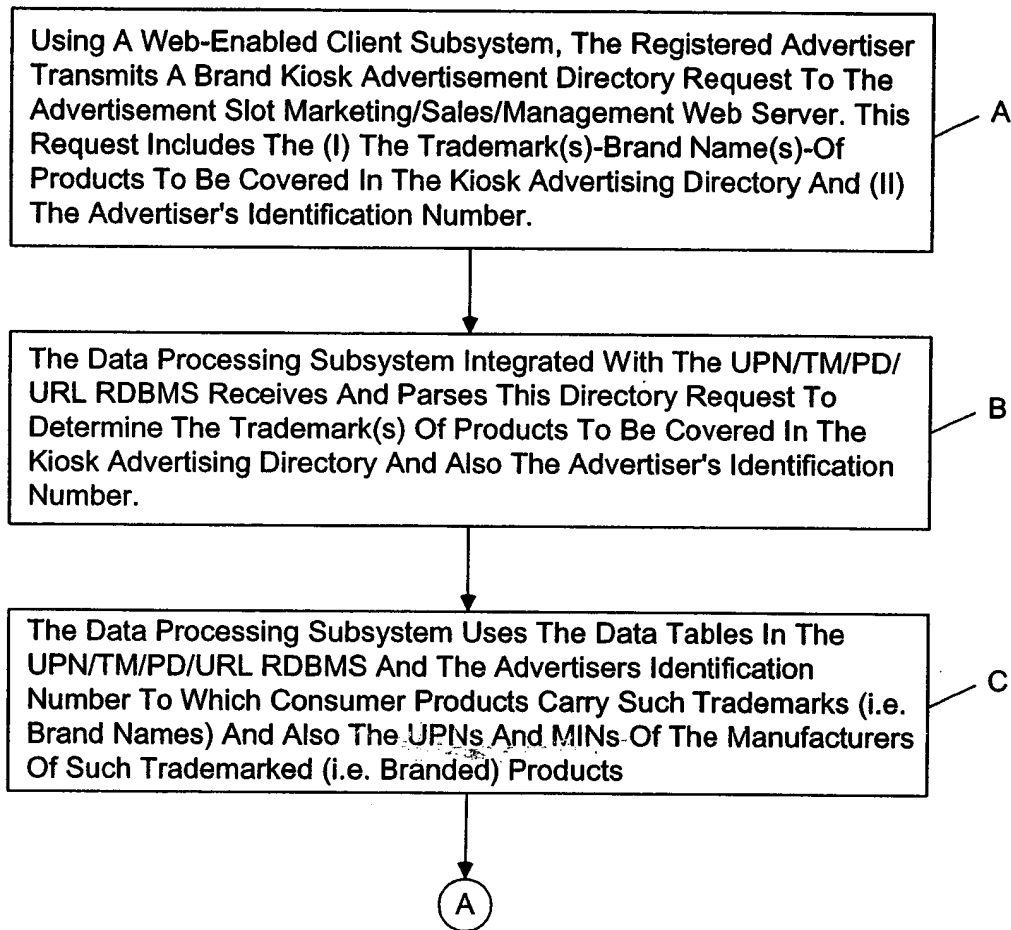 Using A Web-Enabled Client Subsystem, The Registered Advertiser
Transmits A Brand Kiosk Advertisement Directory Request To The
Advertisement Slot Marketing/Sales/Management Web Server. This
Request Includes The (I) The Trademark(s)-Brand Name(s)-Of
Products To Be Covered In The Kiosk Advertising Directory And (II)
The Advertiser's Identification Number.
A
The Data Processing Subsystem Integrated With The UPN/TM/PD/
URL RDBMS Receives And Parses This Directory Request To
Determine The Trademark(s) Of Products To Be Covered In The
Kiosk Advertising Directory And Also The Advertiser's Identification
Number.
B
The Data Processing Subsystem Uses The Data Tables In The
UPN/TM/PD/URL RDBMS And The Advertisers Identification
Number To Which Consumer Products Carry Such Trademarks (i.e.
Brand Names) And Also The UPNs And MINs Of The Manufacturers
Of Such Trademarked (i.e. Branded) Products
C
A